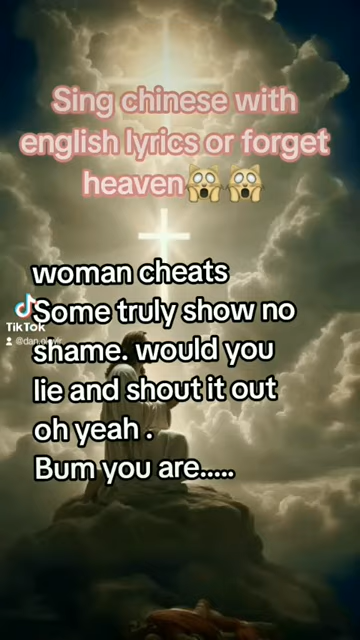 Sing chinese with
english lyrics or forget
heaven🙀🙀
woman cheats
Some truly show no
TikTok
shame. would you
lie and shout it out
oh yeah .
Bum you are.....